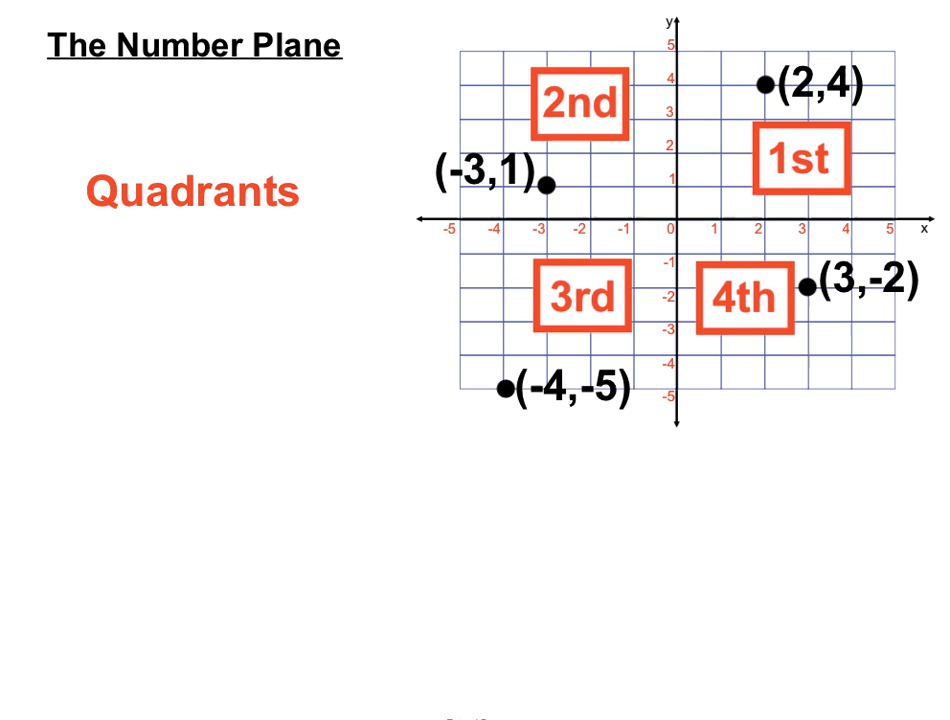 The Number Plane
Quadrants
y
5
4
3
2
1
2nd
(2,4)
1st
(-3,1)
-5 -4 -3 -2 -1 0 1 2 3 4 5 x
-1
-2
-3
-4
-5
3rd
4th
(3,-2)
(-4,-5)